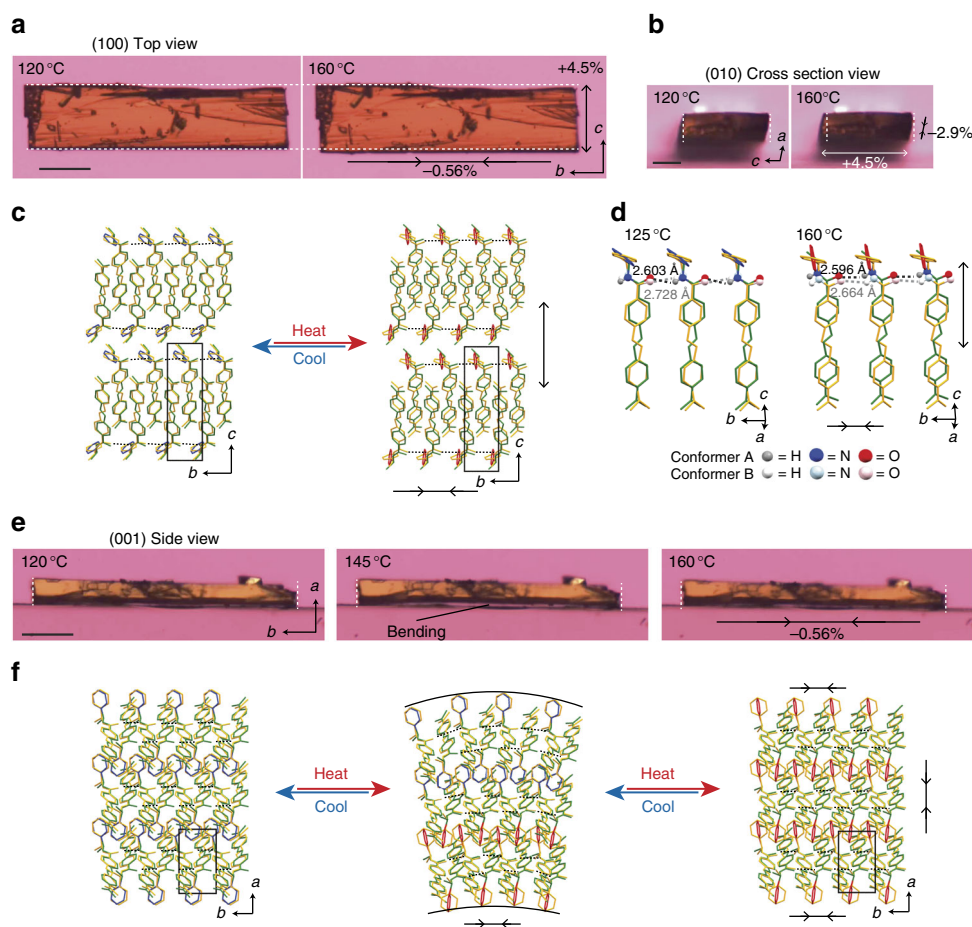 a
(100) Top view
120 °C
160 °C
+4.5%
c
b
−0.56%
b
(010) Cross section view
120 °C
160°C
a
c
−2.9%
+4.5%
c
Heat
Cool
c
b
c
b
d
125 °C
160 °C
2.603 Å
2.728 Å
2.596 Å
2.664 Å
c
b
a
c
b
a
Conformer A = H = N = O
Conformer B = H = N = O
e
(001) Side view
120 °C
145 °C
160 °C
a
b
Bending
−0.56%
f
Heat
Cool
Heat
Cool
a
b
a
b